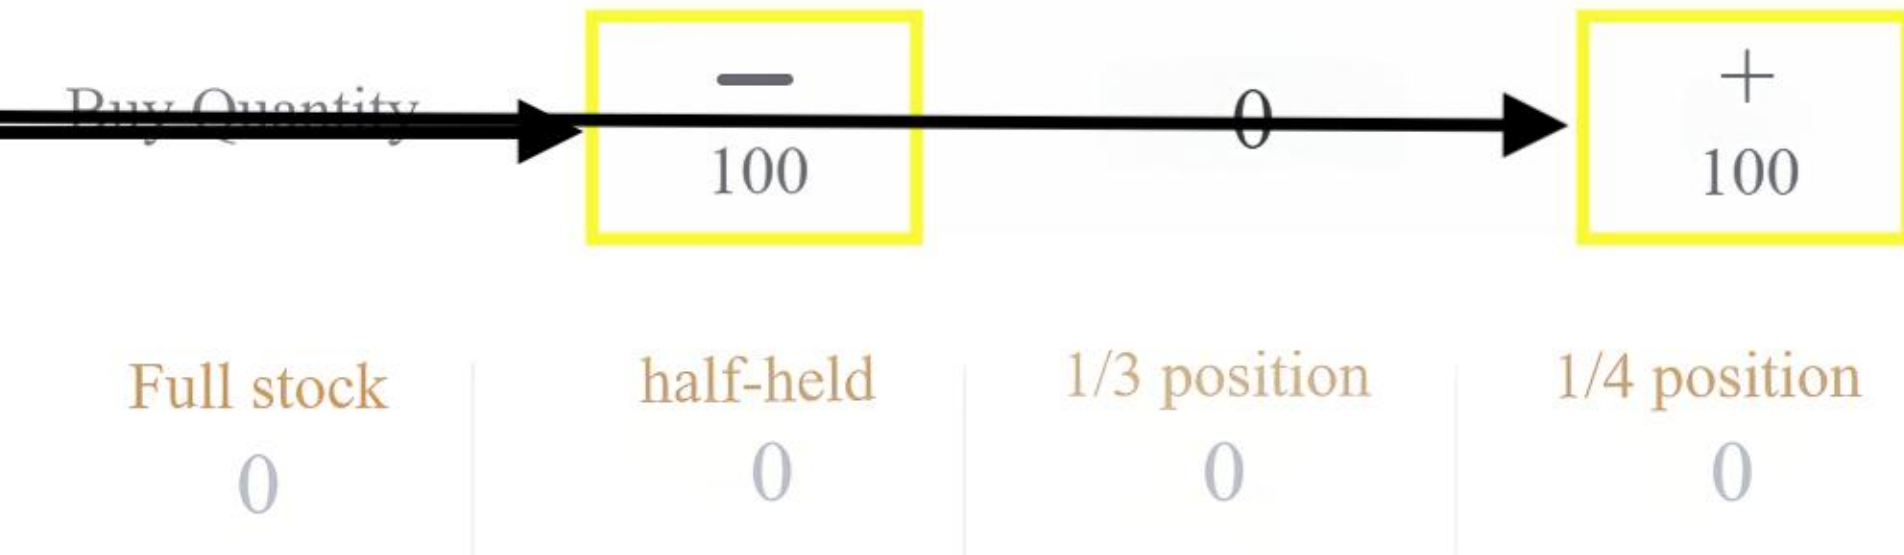 Buy Quantity — 0 +
100 100
Full stock half-held 1/3 position 1/4 position
0 0 0 0